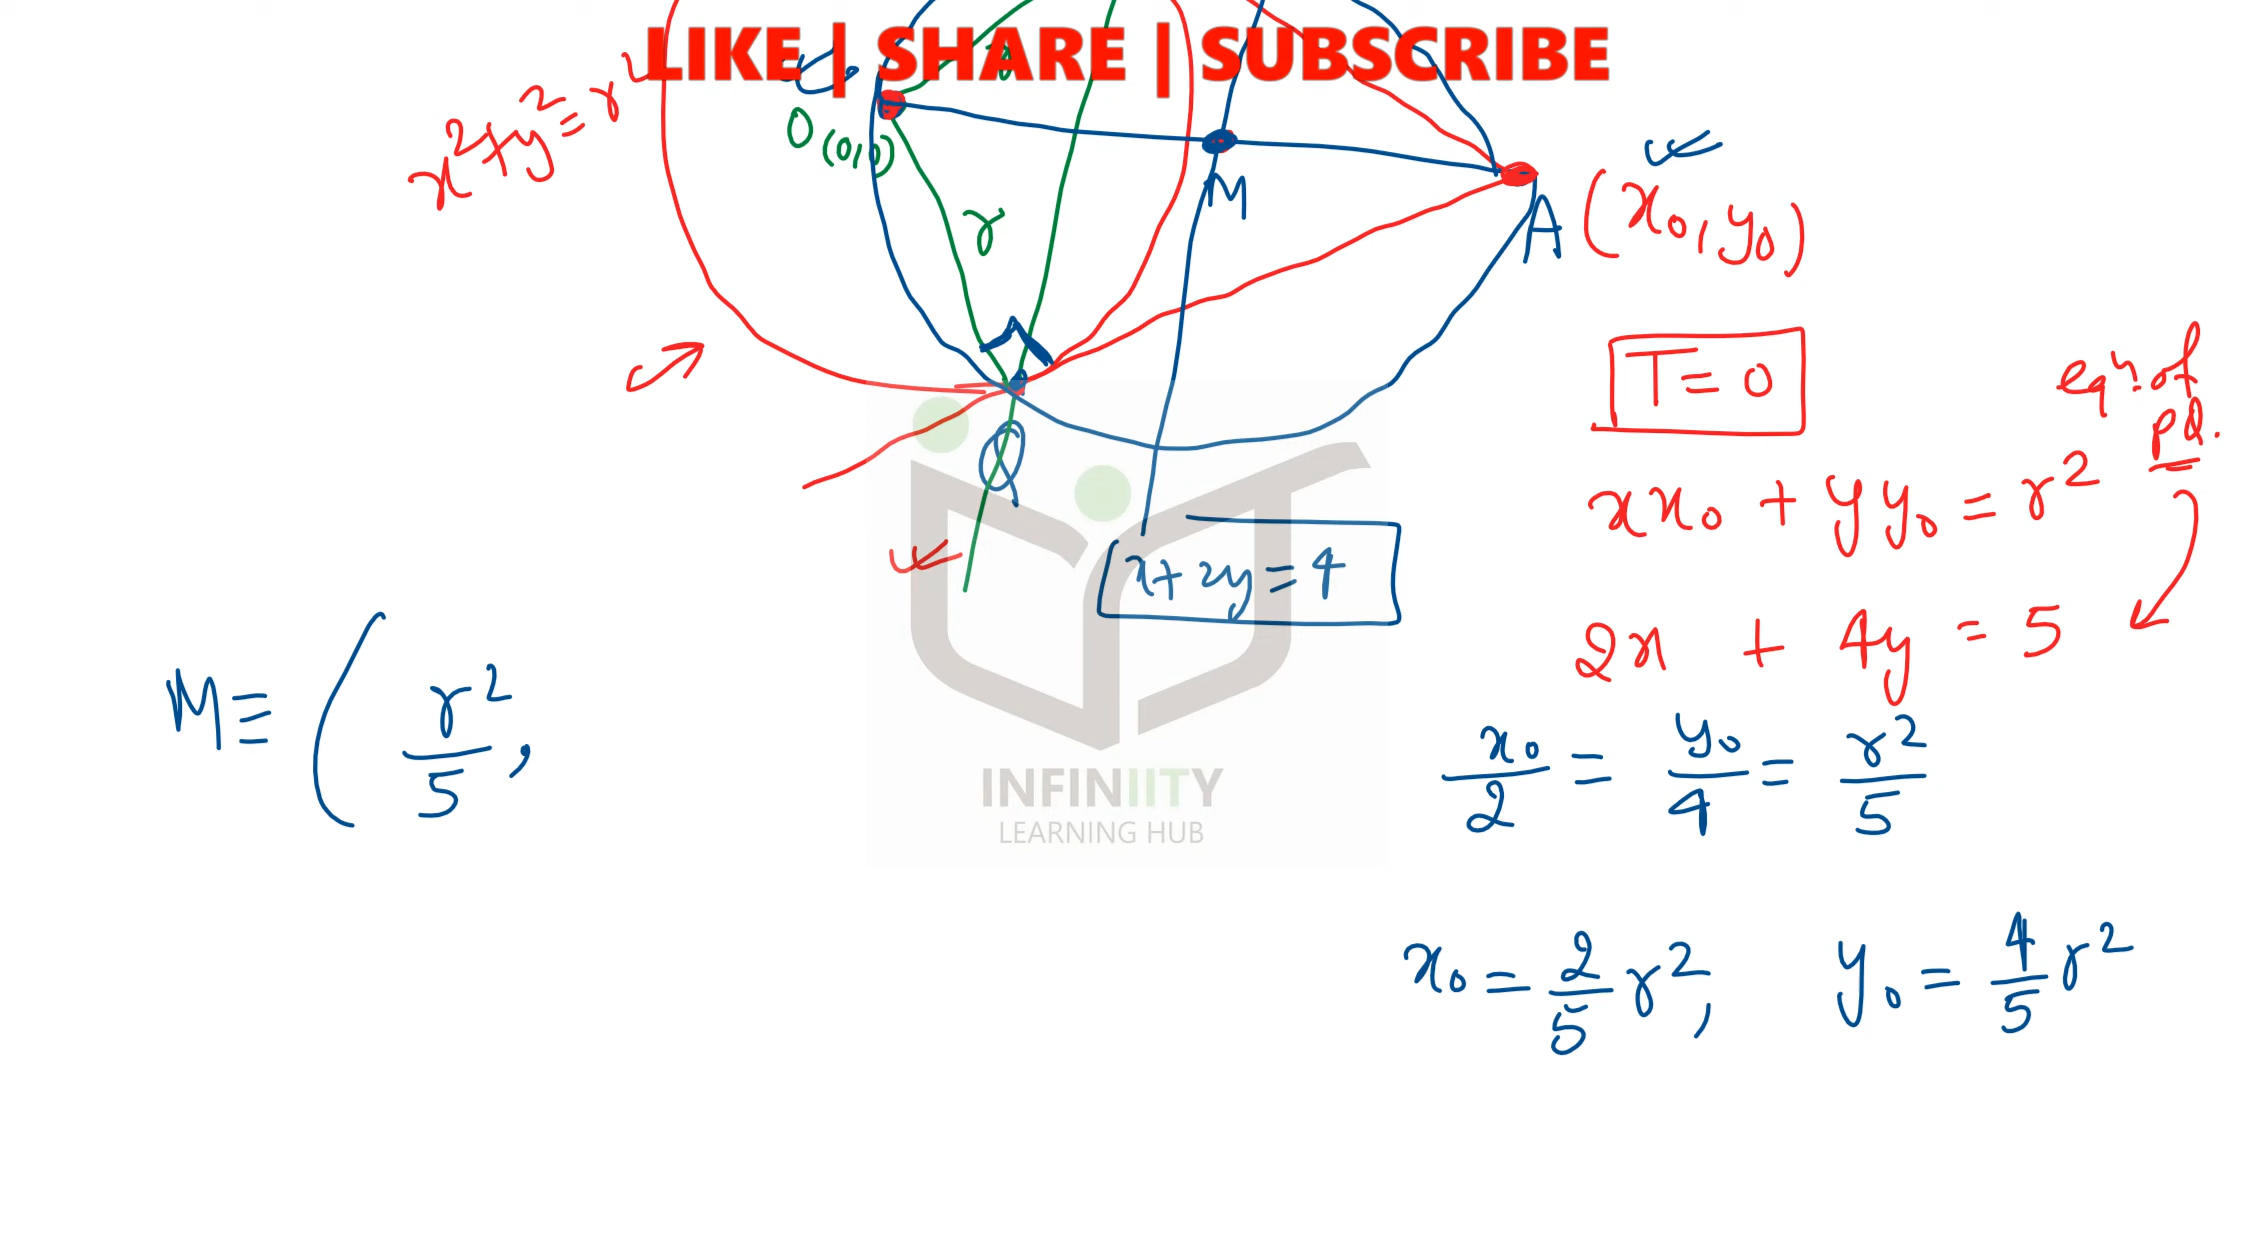 LIKE | SHARE | SUBSCRIBE
x² + y² = r²
O (0,0)
r
M
A (x₀, y₀)
T = 0
eqⁿ. of
PQ.
xx₀ + yy₀ = r²
Q
x + 2y = 4
2x + 4y = 5
M ≡ ( r²/5 ,
x₀/2 = y₀/4 = r²/5
INFINIITY
LEARNING HUB
x₀ = 2/5 r², y₀ = 4/5 r²